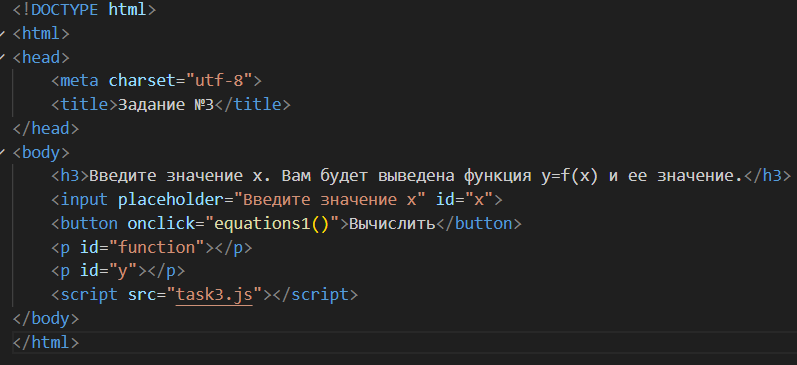 <!DOCTYPE html>
<html>
<head>
    <meta charset="utf-8">
    <title>Задание №3</title>
</head>
<body>
    <h3>Введите значение x. Вам будет выведена функция y=f(x) и ее значение.</h3>
    <input placeholder="Введите значение x" id="x">
    <button onclick="equations1()">Вычислить</button>
    <p id="function"></p>
    <p id="y"></p>
    <script src="task3.js"></script>
</body>
</html>